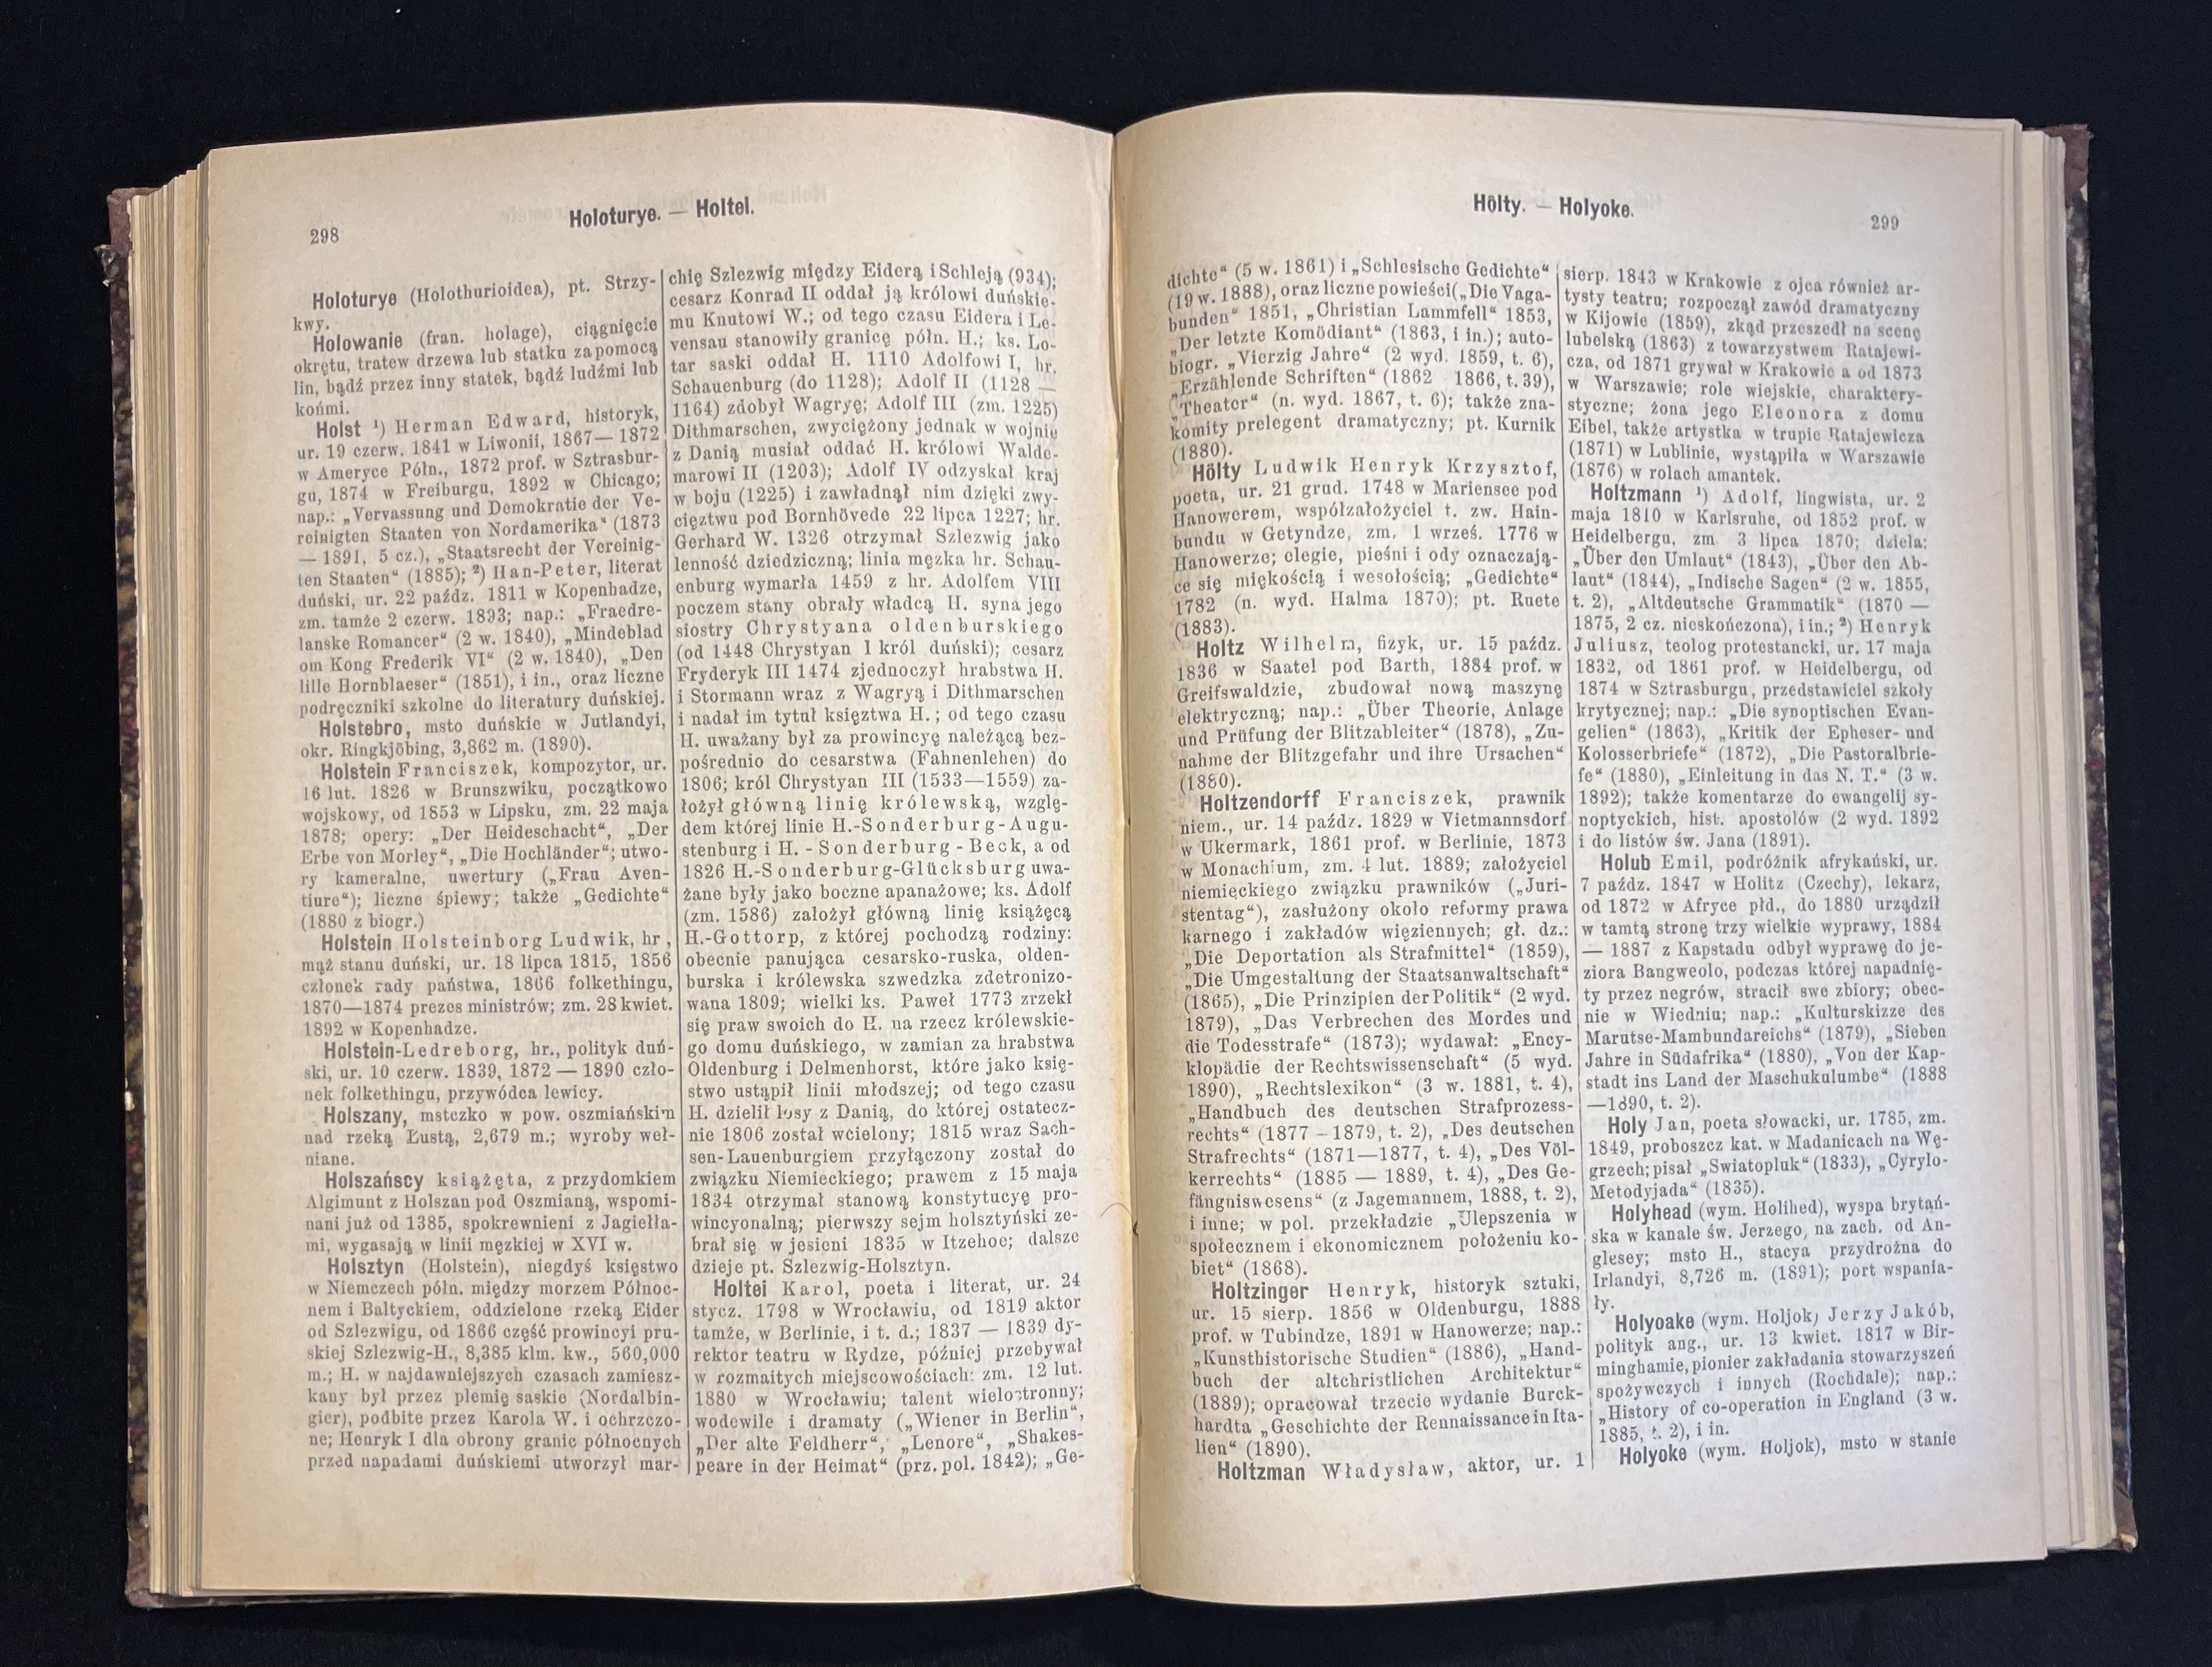 298
Holoturye. — Holtel.
Holoturye (Holothurioidea), pt. Strzy-
kwy.
Holowanie (fran. holage), ciągnięcie
okrętu, tratew drzewa lub statku za pomocą
lin, bądź przez inny statek, bądź ludźmi lub
końmi.
Holst ¹) Herman Edward, historyk,
ur. 19 czerw. 1841 w Liwonii, 1867—1872
w Ameryce Półn., 1872 prof. w Sztrasbur-
gu, 1874 w Freiburgu, 1892 w Chicago;
nap.: „Vervassung und Demokratie der Ve-
reinigten Staaten von Nordamerika“ (1873
— 1891, 5 cz.), „Staatsrecht der Vereinig-
ten Staaten“ (1885); ²) Han-Peter, literat
duński, ur. 22 paźdz. 1811 w Kopenhadze,
zm. tamże 2 czerw. 1893; nap.: „Fraedre-
lanske Romancer“ (2 w. 1840), „Mindeblad
om Kong Frederik VI“ (2 w. 1840), „Den
lille Hornblaeser“ (1851), i in., oraz liczne
podręczniki szkolne do literatury duńskiej.
Holstebro, msto duńskie w Jutlandyi,
okr. Ringkjöbing, 3,862 m. (1890).
Holstein Franciszek, kompozytor, ur.
16 lut. 1826 w Brunszwiku, początkowo
wojskowy, od 1853 w Lipsku, zm. 22 maja
1878; opery: „Der Heideschacht“, „Der
Erbe von Morley“, „Die Hochländer“; utwo-
ry kameralne, uwertury („Frau Aven-
tiure“); liczne śpiewy; także „Gedichte“
(1880 z biogr.)
Holstein Holsteinborg Ludwik, hr,
mąż stanu duński, ur. 18 lipca 1815, 1856
członek rady państwa, 1866 folkethingu,
1870—1874 prezes ministrów; zm. 28 kwiet.
1892 w Kopenhadze.
Holstein-Ledreborg, hr., polityk duń-
ski, ur. 10 czerw. 1839, 1872 — 1890 czło-
nek folkethingu, przywódca lewicy.
Holszany, mstczko w pow. oszmiańskim
nad rzeką Łustą, 2,679 m.; wyroby weł-
niane.
Holszańscy książęta, z przydomkiem
Algimunt z Holszan pod Oszmianą, wspomi-
nani już od 1385, spokrewnieni z Jagiełła-
mi, wygasają w linii męzkiej w XVI w.
Holsztyn (Holstein), niegdyś księstwo
w Niemczech półn. między morzem Północ-
nem i Baltyckiem, oddzielone rzeką Eider
od Szlezwigu, od 1866 część prowincyi pru-
skiej Szlezwig-H., 8,385 klm. kw., 560,000
m.; H. w najdawniejszych czasach zamiesz-
kany był przez plemię saskie (Nordalbin-
gier), podbite przez Karola W. i ochrzczo-
ne; Henryk I dla obrony granic północnych
przed napadami duńskiemi utworzył mar-
chię Szlezwig między Eiderą i Schleją (934);
cesarz Konrad II oddał ją królowi duńskie-
mu Knutowi W.; od tego czasu Eidera i Le-
vensau stanowiły granicę półn. H.; ks. Lo-
tar saski oddał H. 1110 Adolfowi I, hr.
Schauenburg (do 1128); Adolf II (1128 —
1164) zdobył Wagryę; Adolf III (zm. 1225)
Dithmarschen, zwyciężony jednak w wojnie
z Danią musiał oddać H. królowi Walde-
marowi II (1203); Adolf IV odzyskał kraj
w boju (1225) i zawładnął nim dzięki zwy-
cięztwu pod Bornhövede 22 lipca 1227; hr.
Gerhard W. 1326 otrzymał Szlezwig jako
lenność dziedziczną; linia męzka hr. Schau-
enburg wymarła 1459 z hr. Adolfem VIII
poczem stany obrały władcą H. syna jego
siostry Chrystyana oldenburskiego
(od 1448 Chrystyan I król duński); cesarz
Fryderyk III 1474 zjednoczył hrabstwa H.
i Stormann wraz z Wagryą i Dithmarschen
i nadał im tytuł księztwa H.; od tego czasu
H. uważany był za prowincyę należącą bez-
pośrednio do cesarstwa (Fahnenlehen) do
1806; król Chrystyan III (1533—1559) za-
łożył główną linię królewską, wzglę-
dem której linie H.-Sonderburg-Augu-
stenburg i H. - Sonderburg - Beck, a od
1826 H.-Sonderburg-Glücksburg uwa-
żane były jako boczne apanażowe; ks. Adolf
(zm. 1586) założył główną linię książęcą
H.-Gottorp, z której pochodzą rodziny:
obecnie panująca cesarsko-ruska, olden-
burska i królewska szwedzka zdetronizo-
wana 1809; wielki ks. Paweł 1773 zrzekł
się praw swoich do H. na rzecz królewskie-
go domu duńskiego, w zamian za hrabstwa
Oldenburg i Delmenhorst, które jako księ-
stwo ustąpił linii młodszej; od tego czasu
H. dzielił losy z Danią, do której ostatecz-
nie 1806 został wcielony; 1815 wraz Sach-
sen-Lauenburgiem przyłączony został do
związku Niemieckiego; prawem z 15 maja
1834 otrzymał stanową konstytucyę pro-
wincyonalną; pierwszy sejm holsztyński ze-
brał się w jesieni 1835 w Itzehoe; dalsze
dzieje pt. Szlezwig-Holsztyn.
Holtei Karol, poeta i literat, ur. 24
stycz. 1798 w Wrocławiu, od 1819 aktor
tamże, w Berlinie, i t. d.; 1837 — 1839 dy-
rektor teatru w Rydze, później przebywał
w rozmaitych miejscowościach: zm. 12 lut.
1880 w Wrocławiu; talent wielostronny;
wodewile i dramaty („Wiener in Berlin“,
„Der alte Feldherr“, „Lenore“, „Shakes-
peare in der Heimat“ (prz. pol. 1842); „Ge-
Hölty. — Holyoke.
299
dichte“ (5 w. 1861) i „Schlesische Gedichte“
(19 w. 1888), oraz liczne powieści („Die Vaga-
bunden“ 1851, „Christian Lammfell“ 1853,
„Der letzte Komödiant“ (1863, i in.); auto-
biogr. „Vierzig Jahre“ (2 wyd. 1859, t. 6),
„Erzählende Schriften“ (1862 1866, t. 39),
„Theater“ (n. wyd. 1867, t. 6); także zna-
komity prelegent dramatyczny; pt. Kurnik
(1880).
Hölty Ludwik Henryk Krzysztof,
poeta, ur. 21 grud. 1748 w Mariensee pod
Hanowerem, współzałożyciel t. zw. Hain-
bundu w Getyndze, zm. 1 wrześ. 1776 w
Hanowerze; elegie, pieśni i ody oznaczają-
ce się miękością i wesołością; „Gedichte“
1782 (n. wyd. Halma 1870); pt. Ruete
(1883).
Holtz Wilhelm, fizyk, ur. 15 paźdz.
1836 w Saatel pod Barth, 1884 prof. w
Greifswaldzie, zbudował nową maszynę
elektryczną; nap.: „Über Theorie, Anlage
und Prüfung der Blitzableiter“ (1878), „Zu-
nahme der Blitzgefahr und ihre Ursachen“
(1880).
Holtzendorff Franciszek, prawnik
niem., ur. 14 paźdz. 1829 w Vietmannsdorf
w Ukermark, 1861 prof. w Berlinie, 1873
w Monachium, zm. 4 lut. 1889; założyciel
niemięckiego związku prawników („Juri-
stentag“), zasłużony około reformy prawa
karnego i zakładów więziennych; gł. dz.:
„Die Deportation als Strafmittel“ (1859),
„Die Umgestaltung der Staatsanwaltschaft“
(1865), „Die Prinzipien der Politik“ (2 wyd.
1879), „Das Verbrechen des Mordes und
die Todesstrafe“ (1873); wydawał: „Ency-
klopädie der Rechtswissenschaft“ (5 wyd.
1890), „Rechtslexikon“ (3 w. 1881, t. 4),
„Handbuch des deutschen Strafprozess-
rechts“ (1877 – 1879, t. 2), „Des deutschen
Strafrechts“ (1871—1877, t. 4), „Des Völ-
kerrechts“ (1885 — 1889, t. 4), „Des Ge-
fängniswesens“ (z Jagemannem, 1888, t. 2),
i inne; w pol. przekładzie „Ulepszenia w
społecznem i ekonomicznem położeniu ko-
biet“ (1868).
Holtzinger Henryk, historyk sztuki,
ur. 15 sierp. 1856 w Oldenburgu, 1888
prof. w Tubindze, 1891 w Hanowerze; nap.:
„Kunsthistorische Studien“ (1886), „Hand-
buch der altchristlichen Architektur“
(1889); opracował trzecie wydanie Burck-
hardta „Geschichte der Rennaissance in Ita-
lien“ (1890).
Holtzman Władysław, aktor, ur. 1
sierp. 1843 w Krakowie z ojca również ar-
tysty teatru; rozpoczął zawód dramatyczny
w Kijowie (1859), zkąd przeszedł na scenę
lubelską (1863) z towarzystwem Ratajewi-
cza, od 1871 grywał w Krakowie a od 1873
w Warszawie; role wiejskie, charaktery-
styczne; żona jego Eleonora z domu
Eibel, także artystka w trupie Ratajewicza
(1871) w Lublinie, wystąpiła w Warszawie
(1876) w rolach amantek.
Holtzmann ¹) Adolf, lingwista, ur. 2
maja 1810 w Karlsruhe, od 1852 prof. w
Heidelbergu, zm 3 lipca 1870; dzieła:
„Über den Umlaut“ (1843), „Über den Ab-
laut“ (1844), „Indische Sagen“ (2 w. 1855,
t. 2), „Altdeutsche Grammatik“ (1870 —
1875, 2 cz. nieskończona), i in.; ²) Henryk
Juliusz, teolog protestancki, ur. 17 maja
1832, od 1861 prof. w Heidelbergu, od
1874 w Sztrasburgu, przedstawiciel szkoły
krytycznej; nap.: „Die synoptischen Evan-
gelien“ (1863), „Kritik der Epheser- und
Kolosserbriefe“ (1872), „Die Pastoralbrie-
fe“ (1880), „Einleitung in das N. T.“ (3 w.
1892); także komentarze do ewangelij sy-
noptyckich, hist. apostołów (2 wyd. 1892
i do listów św. Jana (1891).
Holub Emil, podróżnik afrykański, ur.
7 paźdz. 1847 w Holitz (Czechy), lekarz,
od 1872 w Afryce płd., do 1880 urządził
w tamtą stronę trzy wielkie wyprawy, 1884
— 1887 z Kapstadu odbył wyprawę do je-
ziora Bangweolo, podczas której napadnię-
ty przez negrów, stracił swe zbiory; obec-
nie w Wiedniu; nap.: „Kulturskizze des
Marutse-Mambundareichs“ (1879), „Sieben
Jahre in Südafrika“ (1880), „Von der Kap-
stadt ins Land der Maschukulumbe“ (1888
—1890, t. 2).
Holy Jan, poeta słowacki, ur. 1785, zm.
1849, proboszcz kat. w Madanicach na Wę-
grzech; pisał „Swiatopluk“ (1833), „Cyrylo-
Metodyjada“ (1835).
Holyhead (wym. Holihed), wyspa brytań-
ska w kanale św. Jerzego, na zach. od An-
glesey; msto H., stacya przydrożna do
Irlandyi, 8,726 m. (1891); port wspania-
ły.
Holyoake (wym. Holjok) Jerzy Jakób,
polityk ang., ur. 13 kwiet. 1817 w Bir-
minghamie, pionier zakładania stowarzyszeń
spożywczych i innych (Rochdale); nap.:
„History of co-operation in England (3 w.
1885, t. 2), i in.
Holyoke (wym. Holjok), msto w stanie